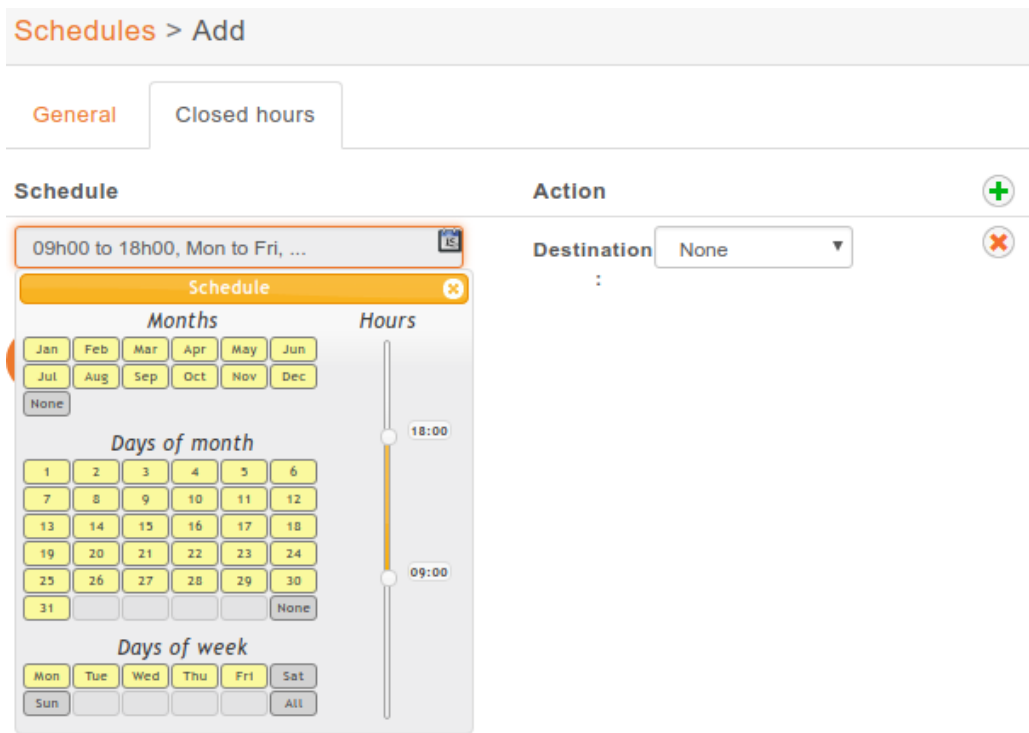 Schedules > Add
General Closed hours
Schedule Action
09h00 to 18h00, Mon to Fri, ... 15 Destination None
:
Schedule
Months Hours
Jan Feb Mar Apr May Jun
Jul Aug Sep Oct Nov Dec
None
18:00
Days of month
1 2 3 4 5 6
7 8 9 10 11 12
13 14 15 16 17 18
19 20 21 22 23 24
25 26 27 28 29 30
09:00
31 None
Days of week
Mon Tue Wed Thu Fri Sat
Sun All